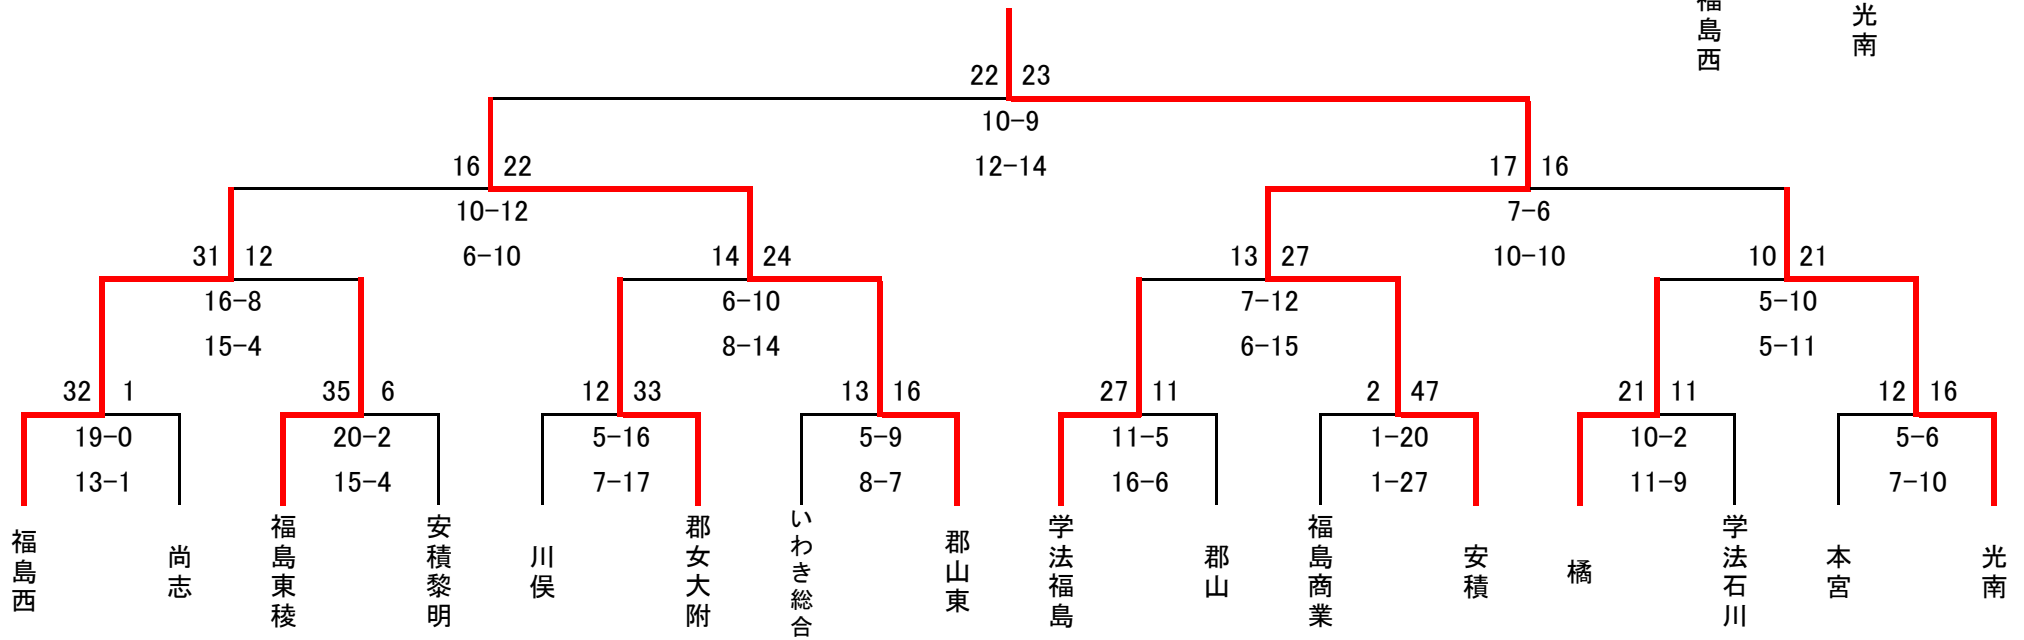 福島西
光南
22 23
10-9
12-14
16 22
10-12
6-10
17 16
7-6
10-10
31 12
16-8
15-4
14 24
6-10
8-14
13 27
7-12
6-15
10 21
5-10
5-11
32 1
19-0
13-1
35 6
20-2
15-4
12 33
5-16
7-17
13 16
5-9
8-7
27 11
11-5
16-6
2 47
1-20
1-27
21 11
10-2
11-9
12 16
5-6
7-10
福島西
尚志
福島東稜
安積黎明
川俣
郡女大附
いわき総合
郡山東
学法福島
郡山
福島商業
安積
橘
学法石川
本宮
光南